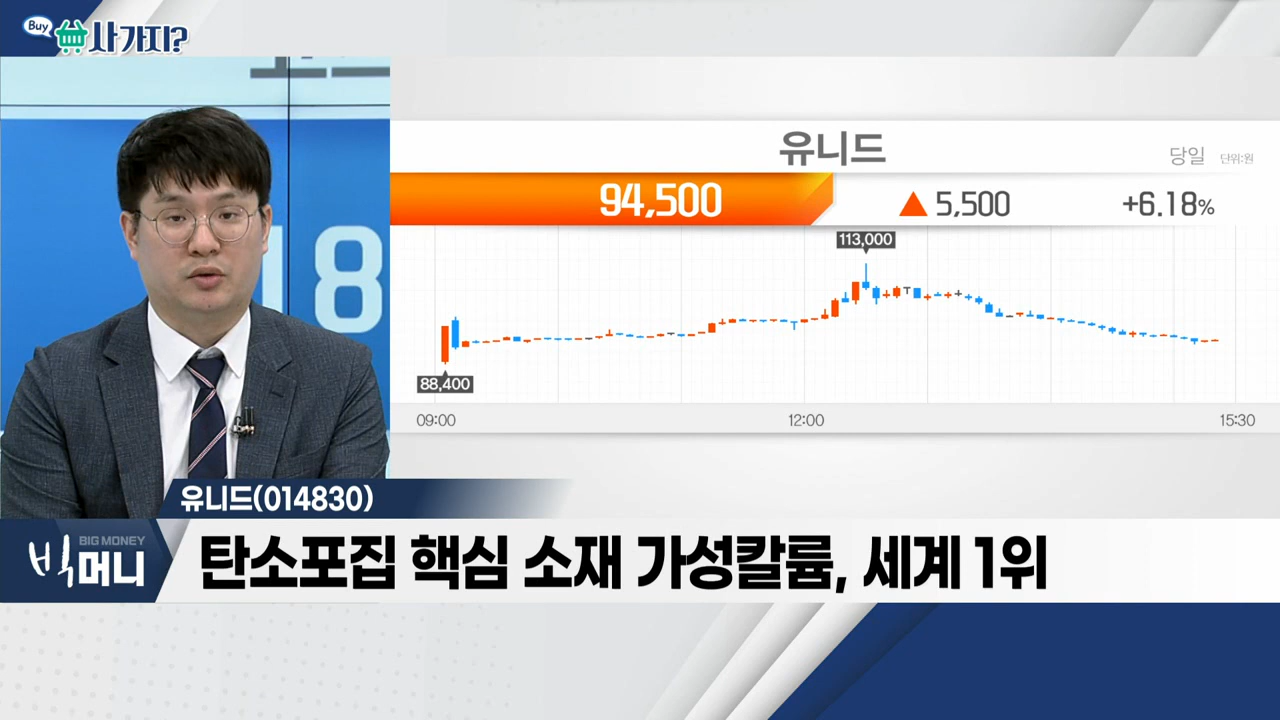 Buy
사가지?
18
유니드
당일
단위:원
94,500
▲ 5,500
+6.18%
113,000
88,400
09:00
12:00
15:30
유니드(014830)
BIG MONEY
빅머니
탄소포집 핵심 소재 가성칼륨, 세계 1위